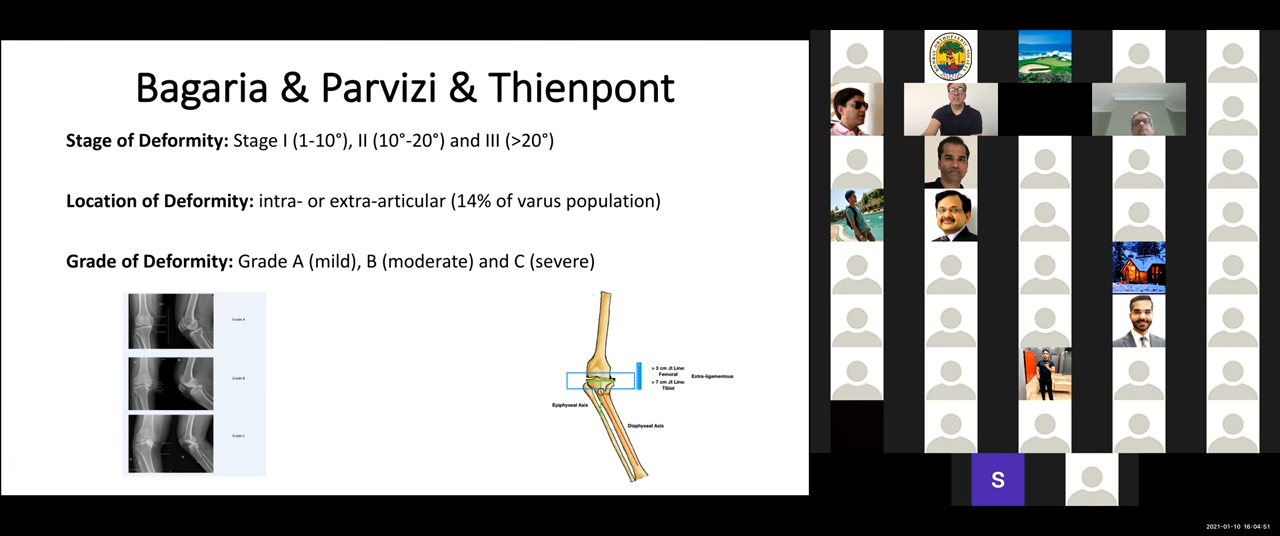 Bagaria & Parvizi & Thienpont
Stage of Deformity: Stage I (1-10°), II (10°-20°) and III (>20°)
Location of Deformity: intra- or extra-articular (14% of varus population)
Grade of Deformity: Grade A (mild), B (moderate) and C (severe)
Grade A
Grade B
Grade C
> 3 cm Jt Line:
Femoral
> 7 cm Jt Line:
Tibial
Extra-ligamentous
Epiphyseal Axis
Diaphyseal Axis
S
2021-01-10 16:04:51